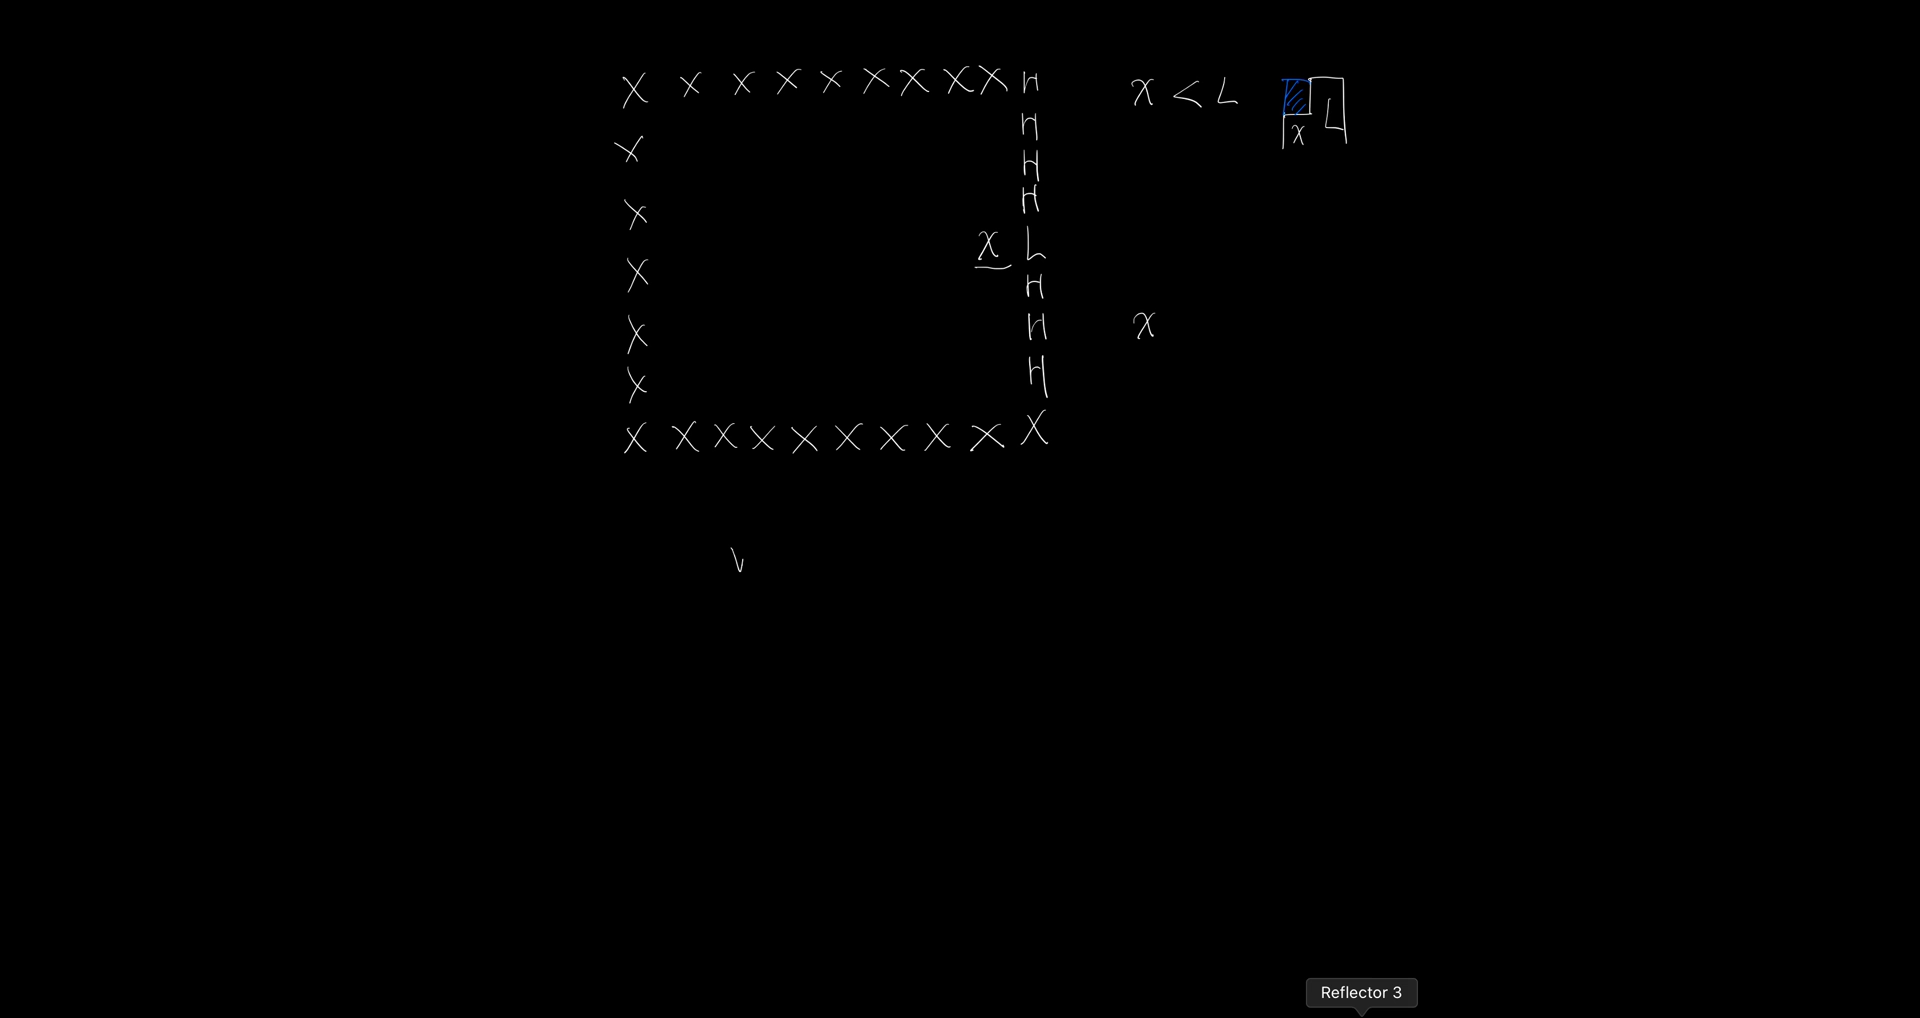 X X X X X X X X X H x < L
X H x L
X H
X H
x L
X H
X H x
X H
X X X X X X X X X X
Reflector 3